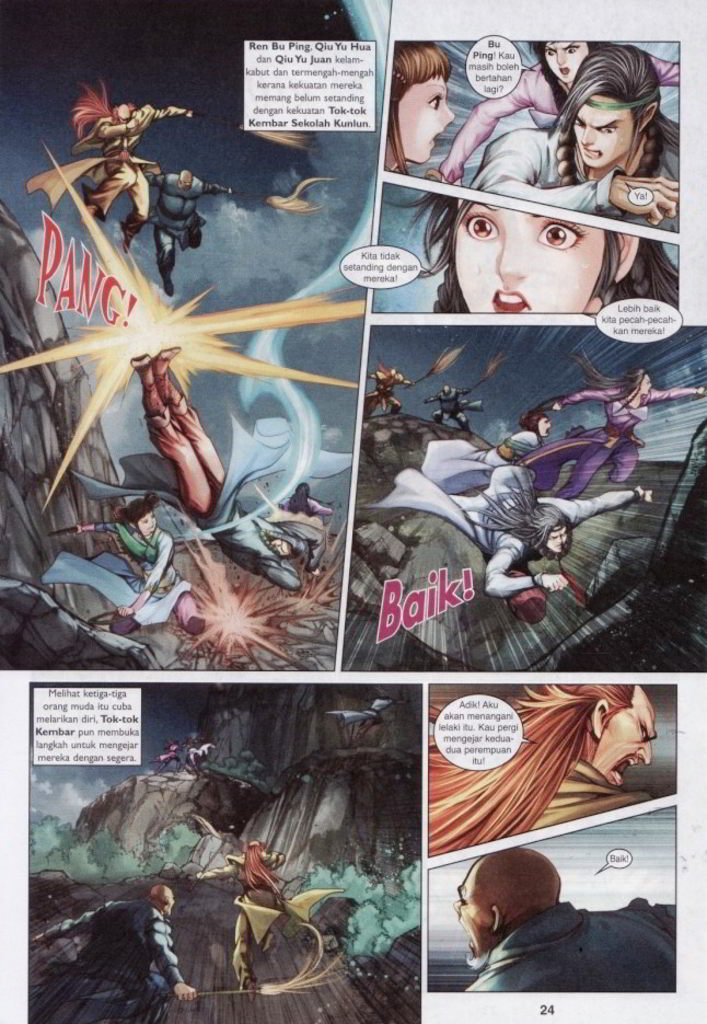 Ren Bu Ping, Qiu Yu Hua
dan Qiu Yu Juan kelam-
kabut dan termengah-mengah
kerana kekuatan mereka
memang belum setanding
dengan kekuatan Tok-tok
Kembar Sekolah Kunlun.
Bu
Ping! Kau
masih boleh
bertahan
lagi?
Ya!
PANG!
Kita tidak
setanding dengan
mereka!
Lebih baik
kita pecah-pecah-
kan mereka!
Baik!
Melihat ketiga-tiga
orang muda itu cuba
melarikan diri, Tok-tok
Kembar pun membuka
langkah untuk mengejar
mereka dengan segera.
Adik! Aku
akan menangani
lelaki itu. Kau pergi
mengejar kedua-
dua perempuan
itu!
Baik!
24